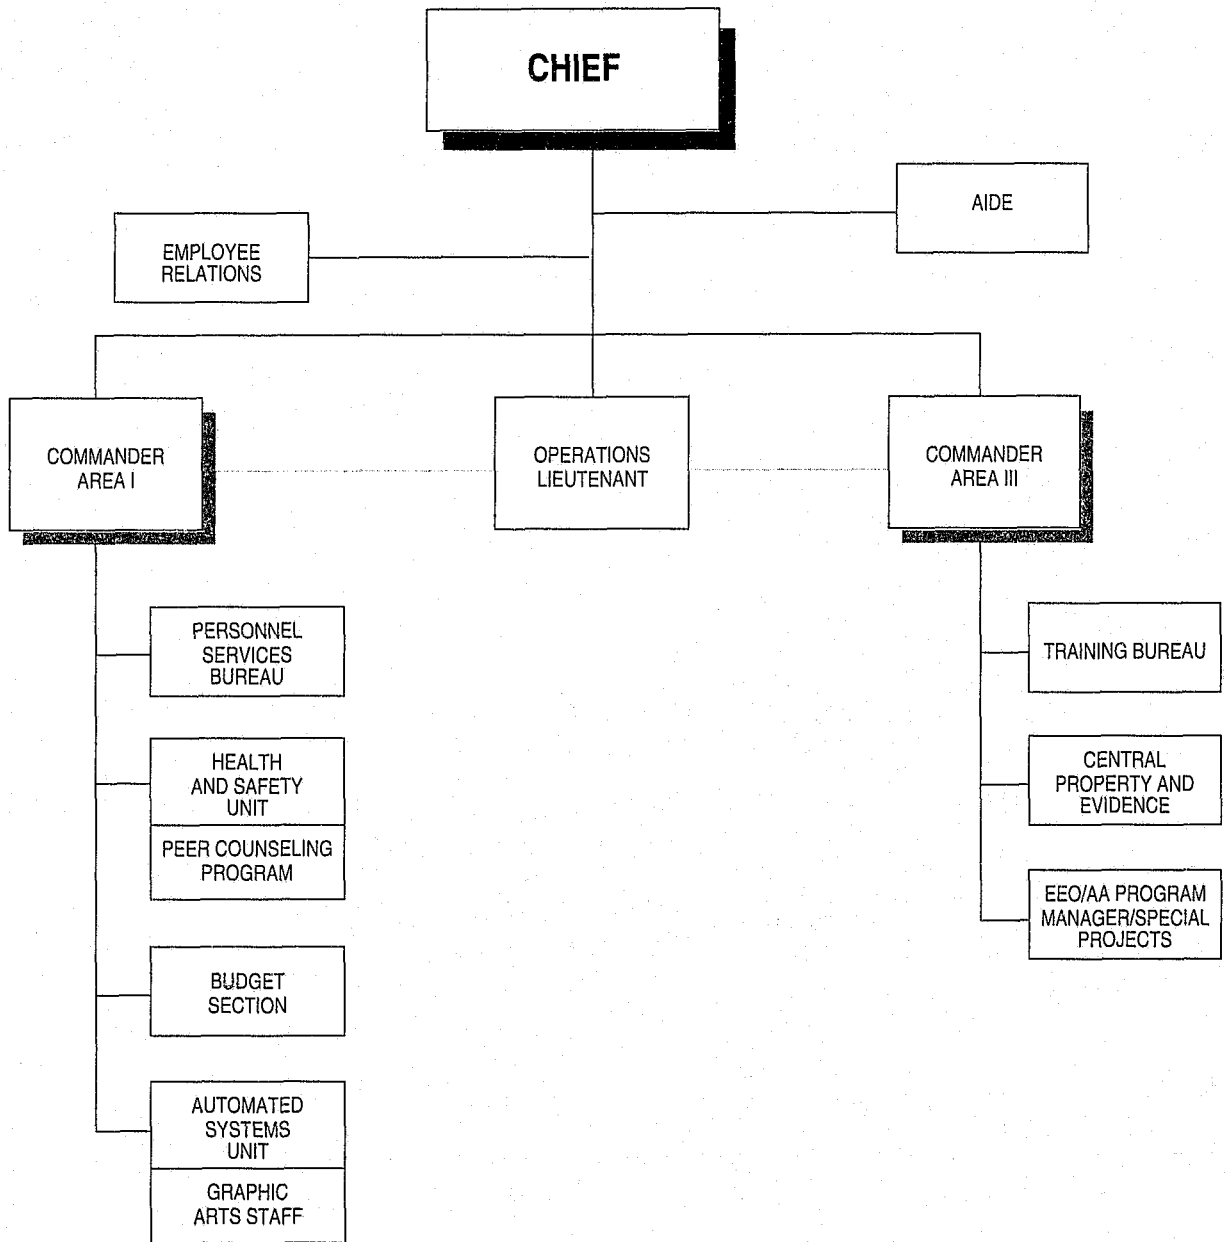 CHIEF
AIDE
EMPLOYEE
RELATIONS
COMMANDER
AREA I
OPERATIONS
LIEUTENANT
COMMANDER
AREA III
PERSONNEL
SERVICES
BUREAU
HEALTH
AND SAFETY
UNIT
PEER COUNSELING
PROGRAM
BUDGET
SECTION
AUTOMATED
SYSTEMS
UNIT
GRAPHIC
ARTS STAFF
TRAINING BUREAU
CENTRAL
PROPERTY AND
EVIDENCE
EEO/AA PROGRAM
MANAGER/SPECIAL
PROJECTS